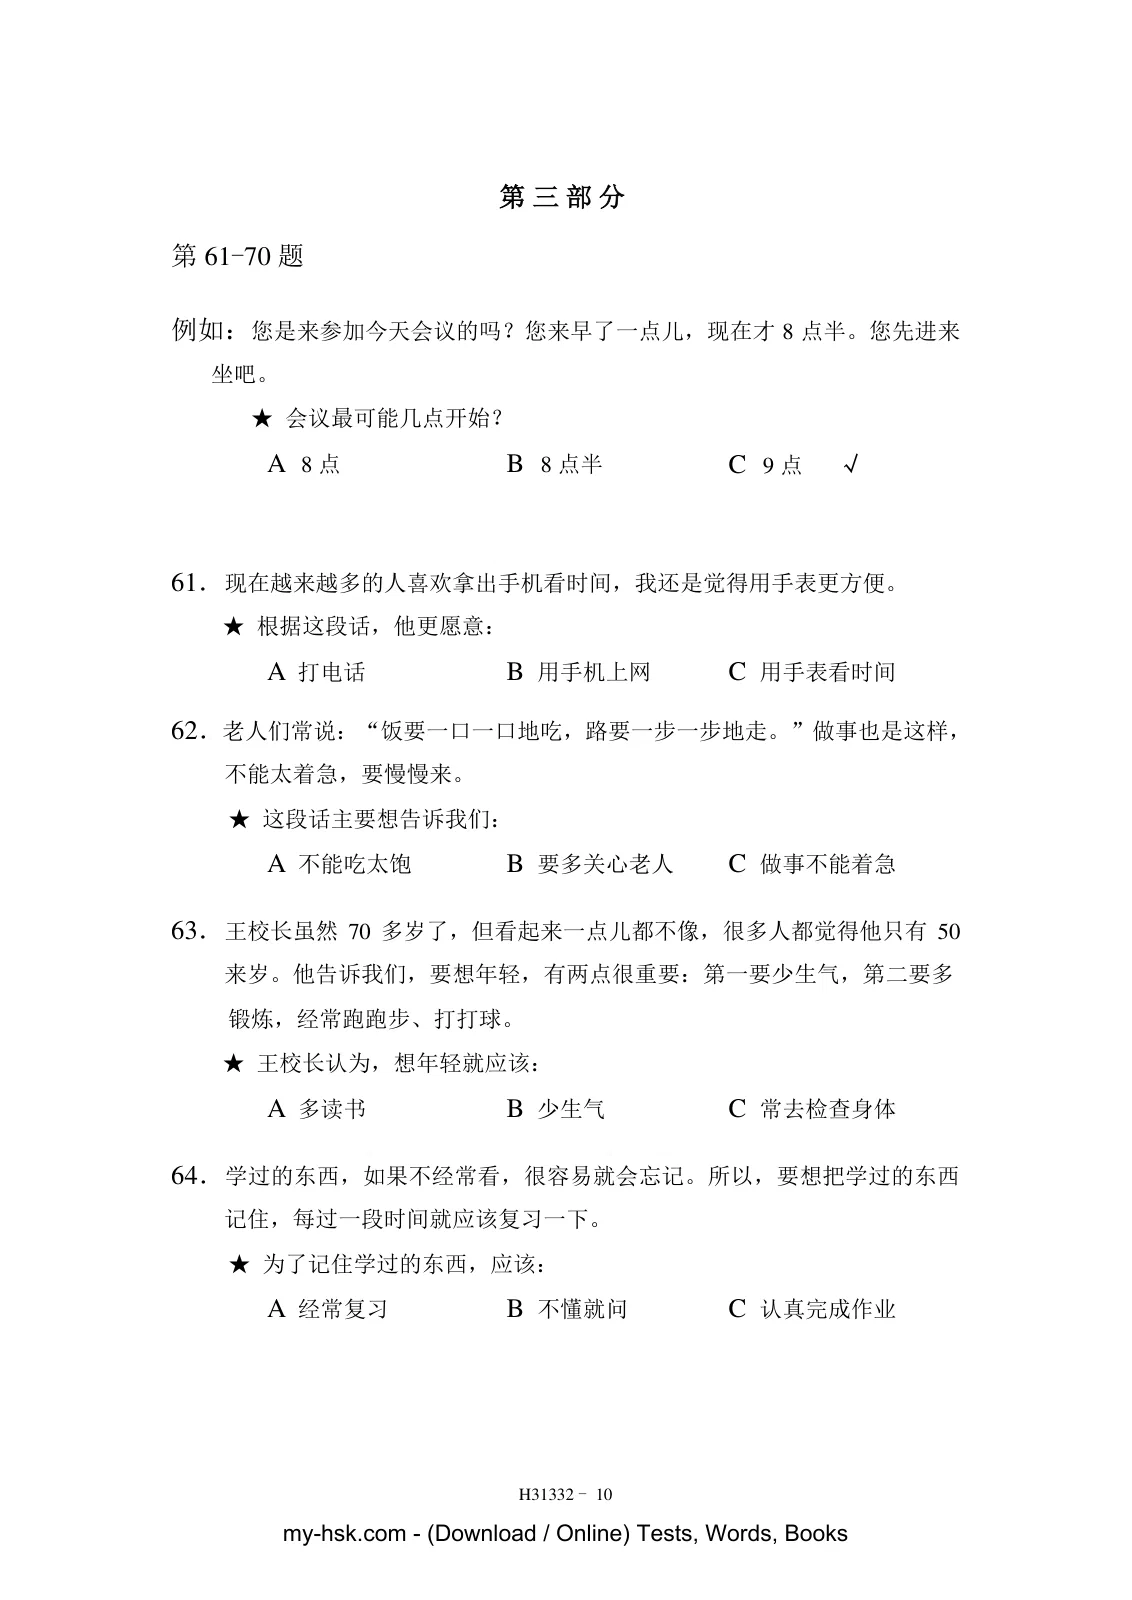 第三部分
第 61-70 题
例如：您是来参加今天会议的吗？您来早了一点儿，现在才 8 点半。您先进来
坐吧。
★ 会议最可能几点开始？
A 8 点 B 8 点半 C 9 点 √
61．现在越来越多的人喜欢拿出手机看时间，我还是觉得用手表更方便。
★ 根据这段话，他更愿意：
A 打电话 B 用手机上网 C 用手表看时间
62．老人们常说：“饭要一口一口地吃，路要一步一步地走。”做事也是这样，
不能太着急，要慢慢来。
★ 这段话主要想告诉我们：
A 不能吃太饱 B 要多关心老人 C 做事不能着急
63．王校长虽然 70 多岁了，但看起来一点儿都不像，很多人都觉得他只有 50
来岁。他告诉我们，要想年轻，有两点很重要：第一要少生气，第二要多
锻炼，经常跑跑步、打打球。
★ 王校长认为，想年轻就应该：
A 多读书 B 少生气 C 常去检查身体
64．学过的东西，如果不经常看，很容易就会忘记。所以，要想把学过的东西
记住，每过一段时间就应该复习一下。
★ 为了记住学过的东西，应该：
A 经常复习 B 不懂就问 C 认真完成作业
H31332- 10
my-hsk.com - (Download / Online) Tests, Words, Books